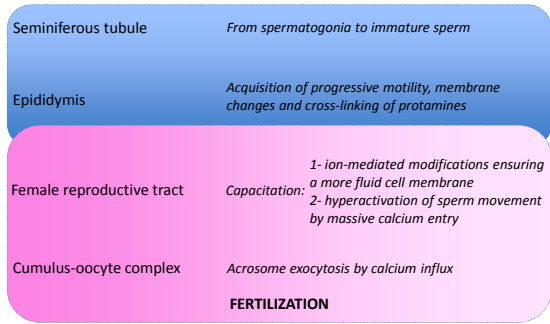 Seminiferous tubule From spermatogonia to immature sperm
Epididymis Acquisition of progressive motility, membrane
changes and cross-linking of protamines
Female reproductive tract Capacitation: 1- ion-mediated modifications ensuring
a more fluid cell membrane
2- hyperactivation of sperm movement
by massive calcium entry
Cumulus-oocyte complex Acrosome exocytosis by calcium influx
FERTILIZATION